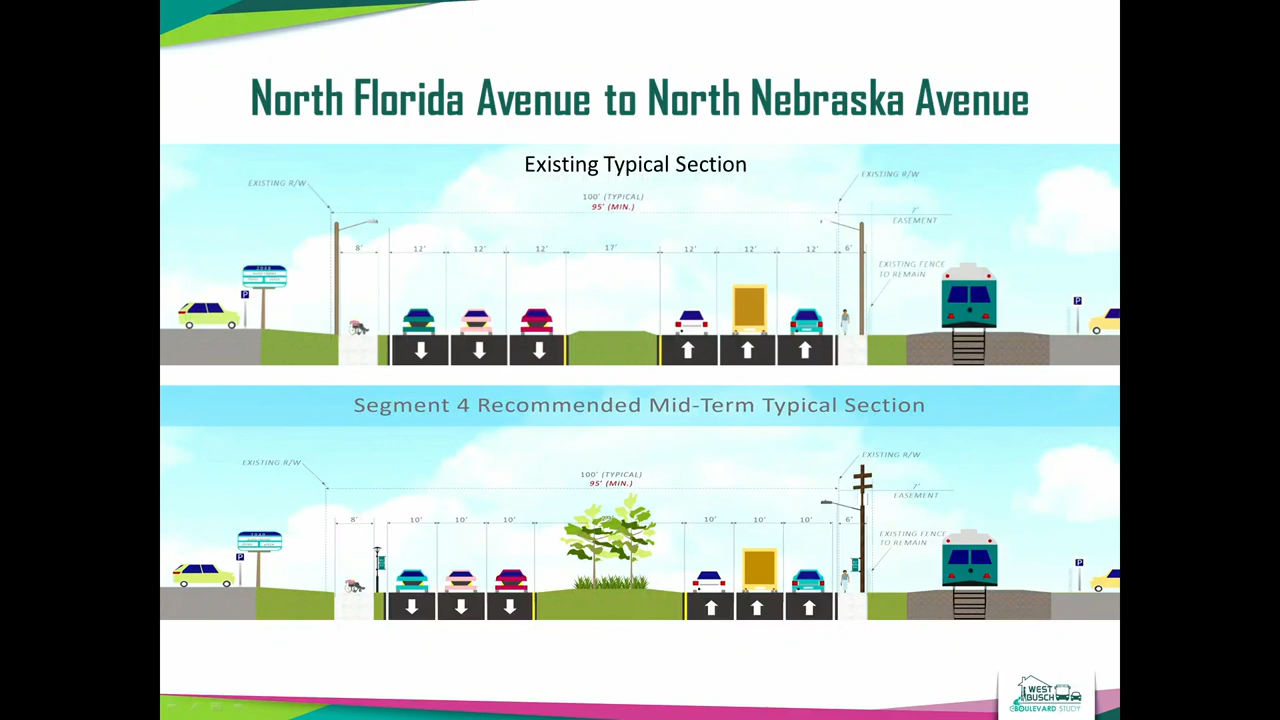 North Florida Avenue to North Nebraska Avenue
Existing Typical Section
EXISTING R/W
EXISTING R/W
100' (TYPICAL)
95' (MIN.)
7'
EASEMENT
8' 12' 12' 12' 17' 12' 12' 12' 6'
EXISTING FENCE
TO REMAIN
P
P
Segment 4 Recommended Mid-Term Typical Section
EXISTING R/W
EXISTING R/W
100' (TYPICAL)
95' (MIN.)
7'
EASEMENT
8' 10' 10' 10' 10' 10' 10' 6'
EXISTING FENCE
TO REMAIN
P
P
WEST
BUSCH
BOULEVARD STUDY